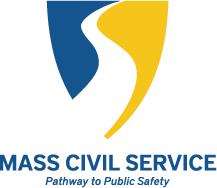 MASS CIVIL SERVICE
Pathway to Public Safety